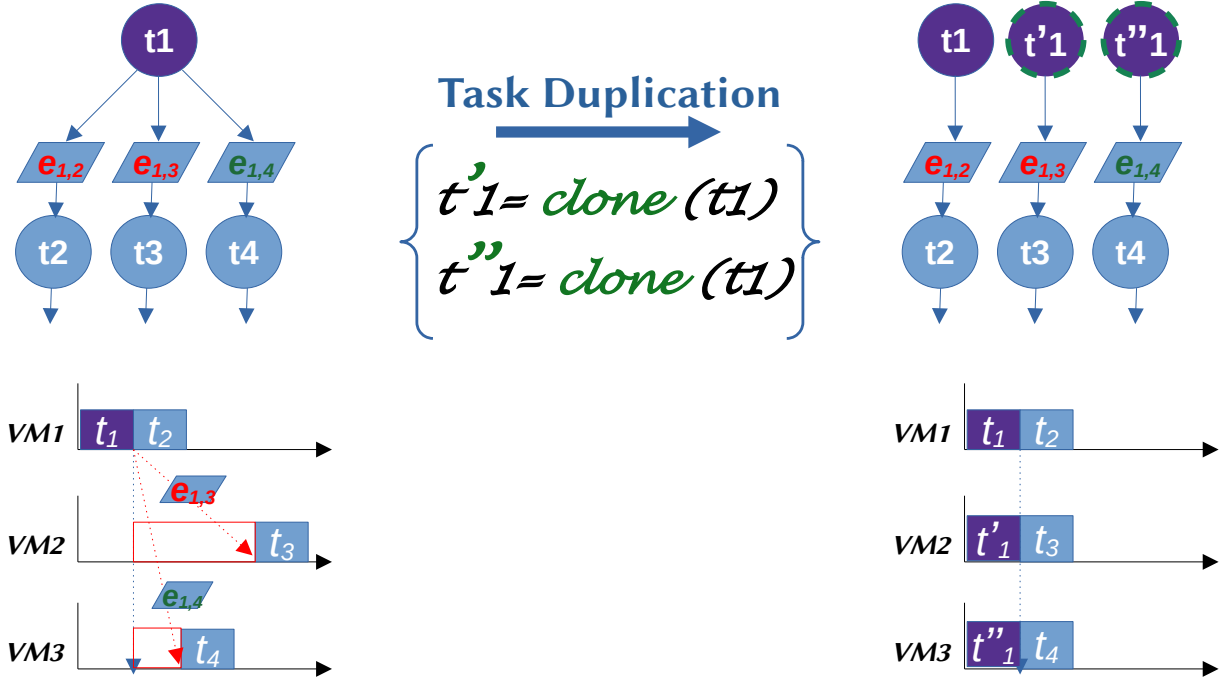 t1
t1 t'1 t''1
Task Duplication
e1,2 e1,3 e1,4
e1,2 e1,3 e1,4
t'1= clone (t1)
t2 t3 t4
t2 t3 t4
t''1= clone (t1)
VM1 t1 t2
VM1 t1 t2
e1,3
VM2 t3
VM2 t'1 t3
e1,4
VM3 t4
VM3 t''1 t4